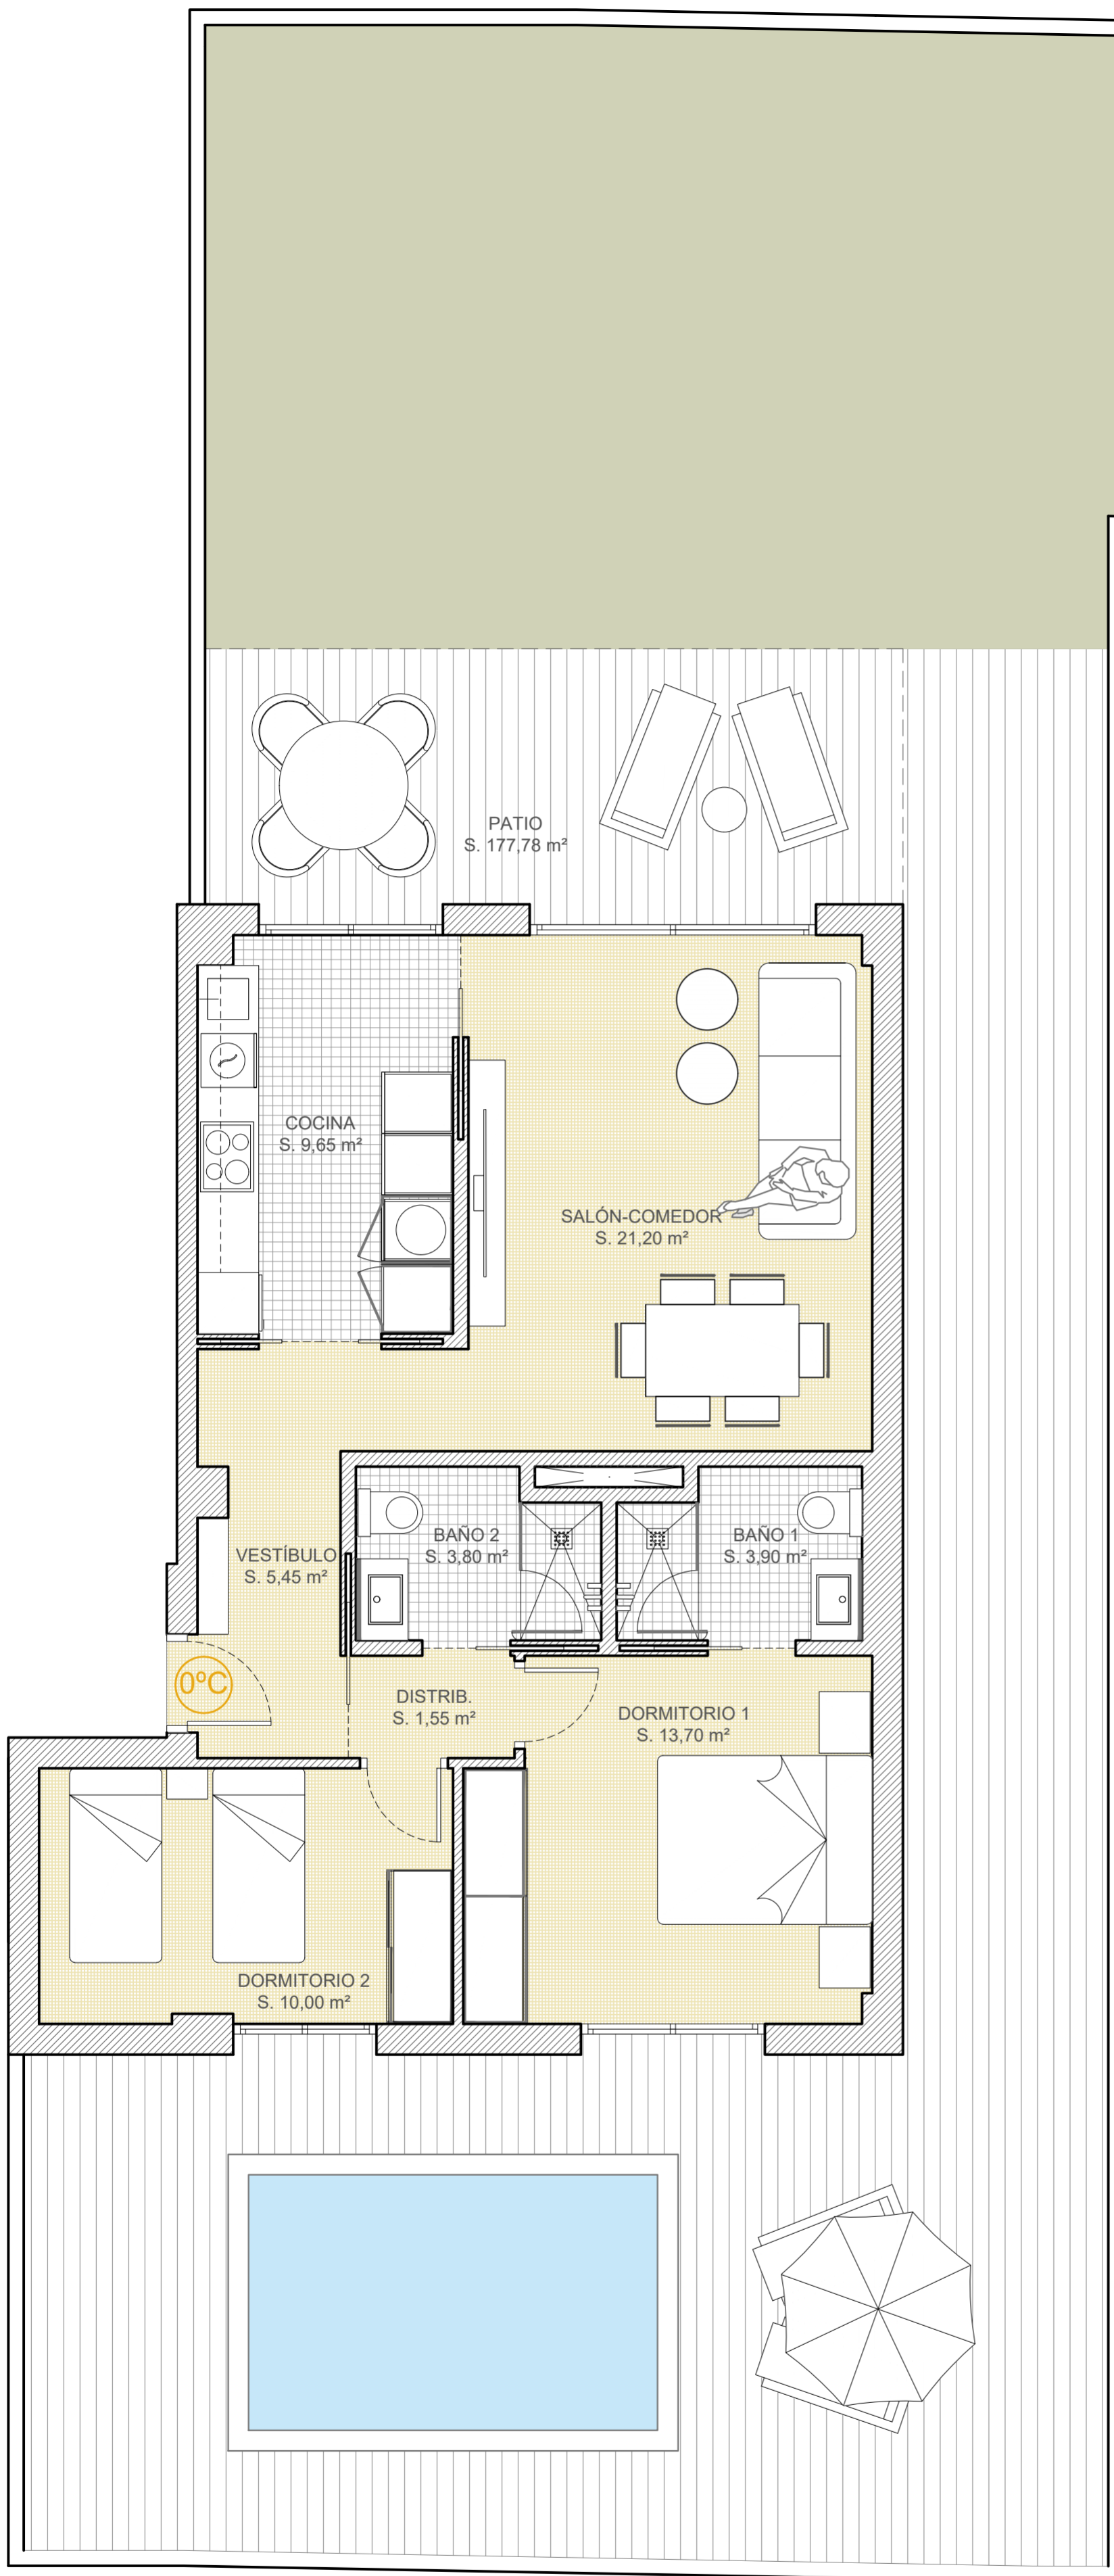 PATIO
S. 177,78 m²
COCINA
S. 9,65 m²
SALÓN-COMEDOR
S. 21,20 m²
BAÑO 2
S. 3,80 m²
BAÑO 1
S. 3,90 m²
VESTÍBULO
S. 5,45 m²
0ºC
DISTRIB.
S. 1,55 m²
DORMITORIO 1
S. 13,70 m²
DORMITORIO 2
S. 10,00 m²